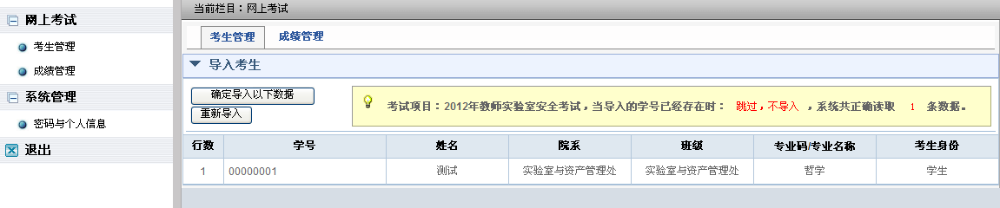 网上考试
考生管理
成绩管理
系统管理
密码与个人信息
退出
当前栏目：网上考试
考生管理 成绩管理
导入考生
确定导入以下数据
重新导入
考试项目：2012年教师实验室安全考试，当导入的学号已经存在时： 跳过，不导入 ，系统共正确读取 1 条数据。
行数 学号 姓名 院系 班级 专业码/专业名称 考生身份
1 00000001 测试 实验室与资产管理处 实验室与资产管理处 哲学 学生